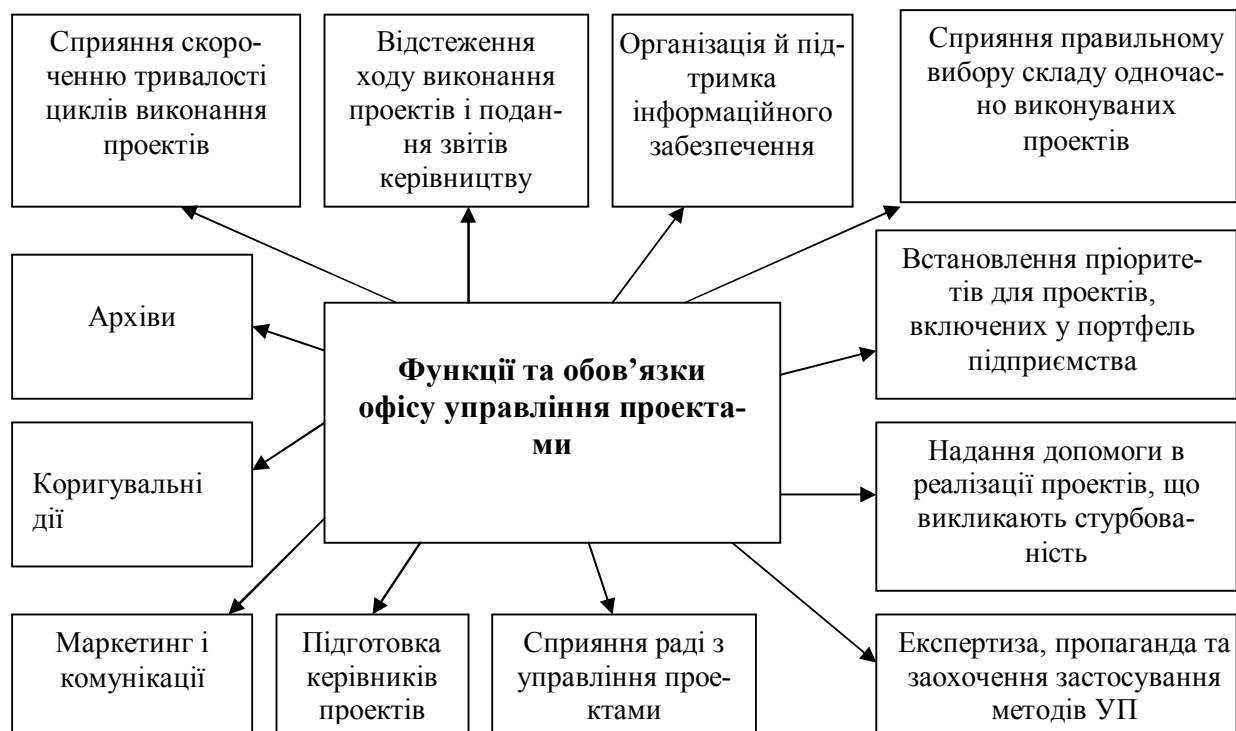 Сприяння скоро-
ченню тривалості
циклів виконання
проектів
Відстеження
ходу виконання
проектів і подан-
ня звітів
керівництву
Організація й під-
тримка
інформаційного
забезпечення
Сприяння правильному
вибору складу одночас-
но виконуваних
проектів
Архіви
Встановлення пріорите-
тів для проектів,
включених у портфель
підприємства
Функції та обов’язки
офісу управління проекта-
ми
Коригувальні
дії
Надання допомоги в
реалізації проектів, що
викликають стурбова-
ність
Маркетинг і
комунікації
Підготовка
керівників
проектів
Сприяння раді з
управління прое-
ктами
Експертиза, пропаганда та
заохочення застосування
методів УП